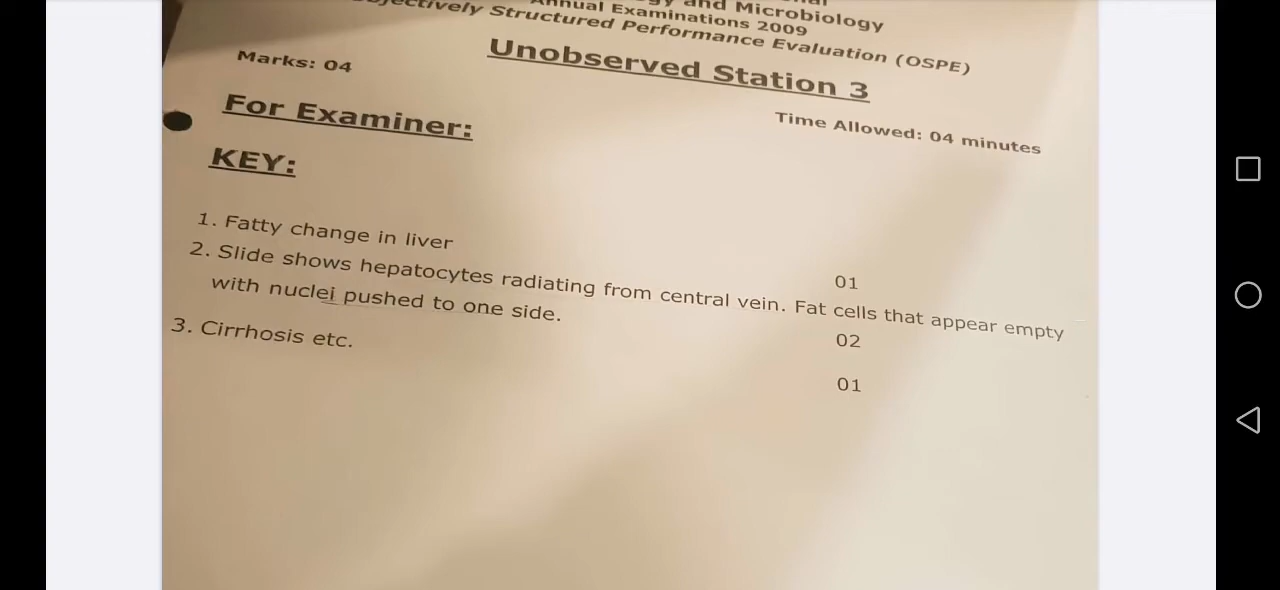 and Microbiology
Annual Examinations 2009
Structured Performance Evaluation (OSPE)
Unobserved Station 3
Marks: 04
Time Allowed: 04 minutes
For Examiner:
KEY:
1. Fatty change in liver
01
2. Slide shows hepatocytes radiating from central vein. Fat cells that appear empty
with nuclei pushed to one side.
02
3. Cirrhosis etc.
01